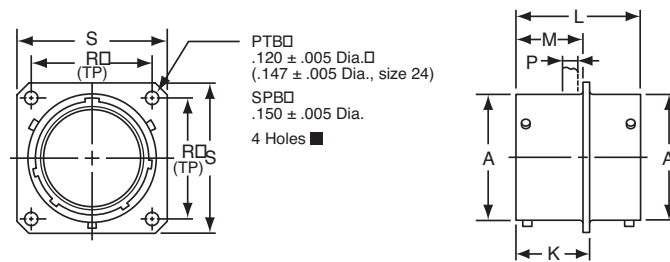 S
R□
(TP)
PTB□
.120 ± .005 Dia.□
(.147 ± .005 Dia., size 24)
SPB□
.150 ± .005 Dia.
4 Holes ■
R□
(TP)
S
L
M
P
A
A
K